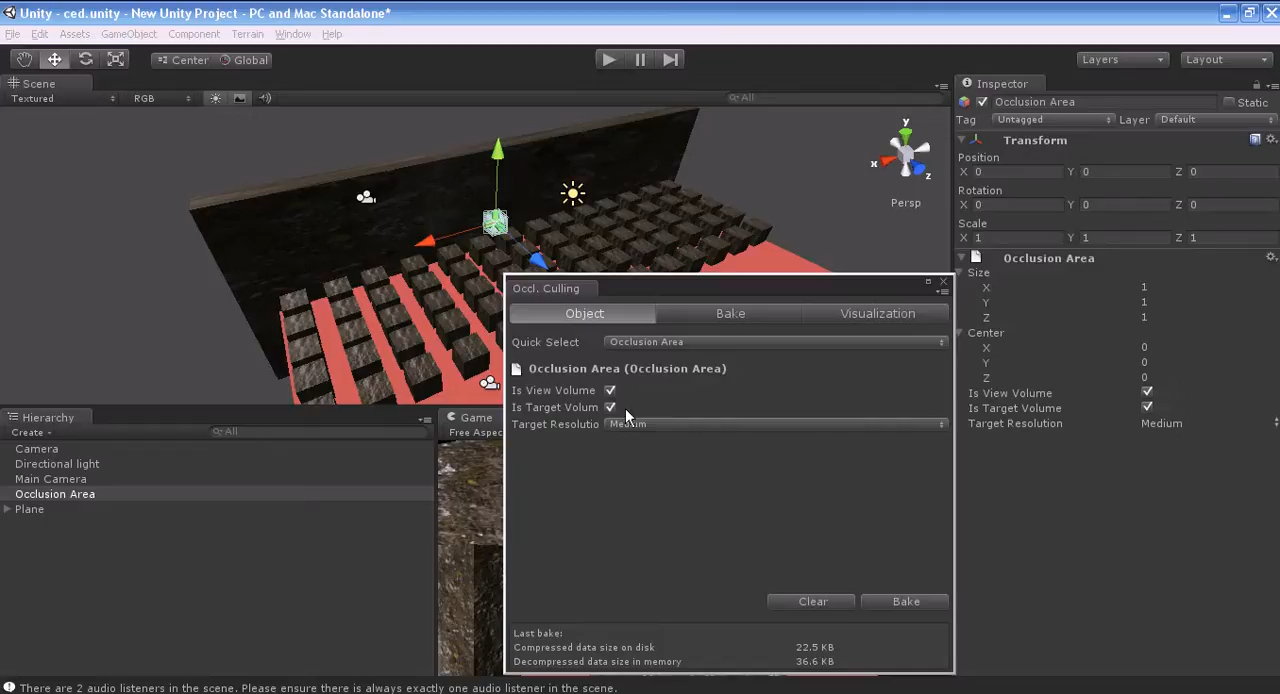 Unity - ced.unity - New Unity Project - PC and Mac Standalone*
File Edit Assets GameObject Component Terrain Window Help
Center Global Layers Layout
Scene
Textured RGB All
Inspector
Occlusion Area Static
Tag Untagged Layer Default
Transform
Position
X 0 Y 0 Z 0
Rotation
X 0 Y 0 Z 0
Scale
X 1 Y 1 Z 1
Occlusion Area
Size
X 1
Y 1
Z 1
Center
X 0
Y 0
Z 0
Is View Volume
Is Target Volume
Target Resolution Medium
y
x
z
Persp
Occl. Culling
Object Bake Visualization
Quick Select Occlusion Area
Occlusion Area (Occlusion Area)
Is View Volume
Is Target Volum
Target Resolutio Medium
Clear Bake
Last bake:
Compressed data size on disk 22.5 KB
Decompressed data size in memory 36.6 KB
Hierarchy
Create All
Camera
Directional light
Main Camera
Occlusion Area
Plane
Game
Free Aspec
There are 2 audio listeners in the scene. Please ensure there is always exactly one audio listener in the scene.